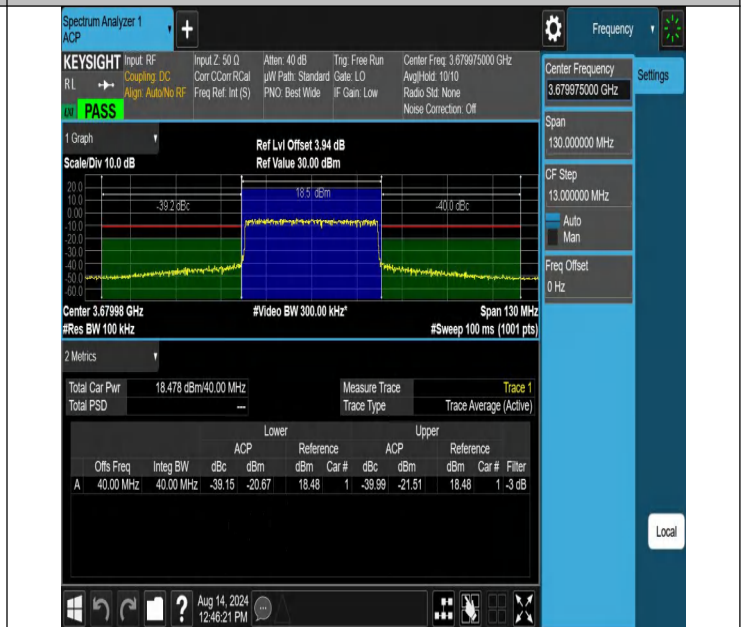 Spectrum Analyzer 1
ACP
Frequency
KEYSIGHT
Input: RF
Coupling: DC
Align: Auto/No RF
Input Z: 50 Ω
Corr CCorr RCal
Freq Ref: Int (S)
Atten: 40 dB
µW Path: Standard
PNO: Best Wide
Trig: Free Run
Gate: LO
IF Gain: Low
Center Freq: 3.679975000 GHz
Avg|Hold: 10/10
Radio Std: None
Noise Correction: Off
RL
LXI
PASS
Center Frequency
3.679975000 GHz
Settings
Span
130.000000 MHz
CF Step
13.000000 MHz
Auto
Man
Freq Offset
0 Hz
Local
1 Graph
Scale/Div 10.0 dB
Ref Lvl Offset 3.94 dB
Ref Value 30.00 dBm
20.0
10.0
0.00
-10.0
-20.0
-30.0
-40.0
-50.0
-60.0
-39.2 dBc
18.5 dBm
-40.0 dBc
Center 3.67998 GHz
#Video BW 300.00 kHz*
Span 130 MHz
#Res BW 100 kHz
#Sweep 100 ms (1001 pts)
2 Metrics
Total Car Pwr 18.478 dBm/40.00 MHz Measure Trace Trace 1
Total PSD --- Trace Type Trace Average (Active)
Lower Upper
ACP Reference ACP Reference
Offs Freq Integ BW dBc dBm dBm Car # dBc dBm dBm Car # Filter
A 40.00 MHz 40.00 MHz -39.15 -20.67 18.48 1 -39.99 -21.51 18.48 1 -3 dB
?
Aug 14, 2024
12:46:21 PM